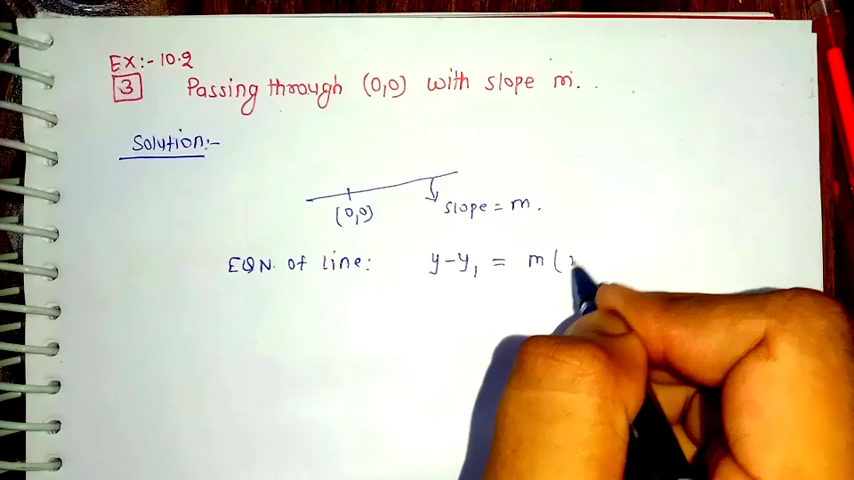 EX:- 10.2
3 Passing through (0,0) with slope m.
Solution:-
(0,0) slope = m.
EQN. of line: y-y₁ = m (x